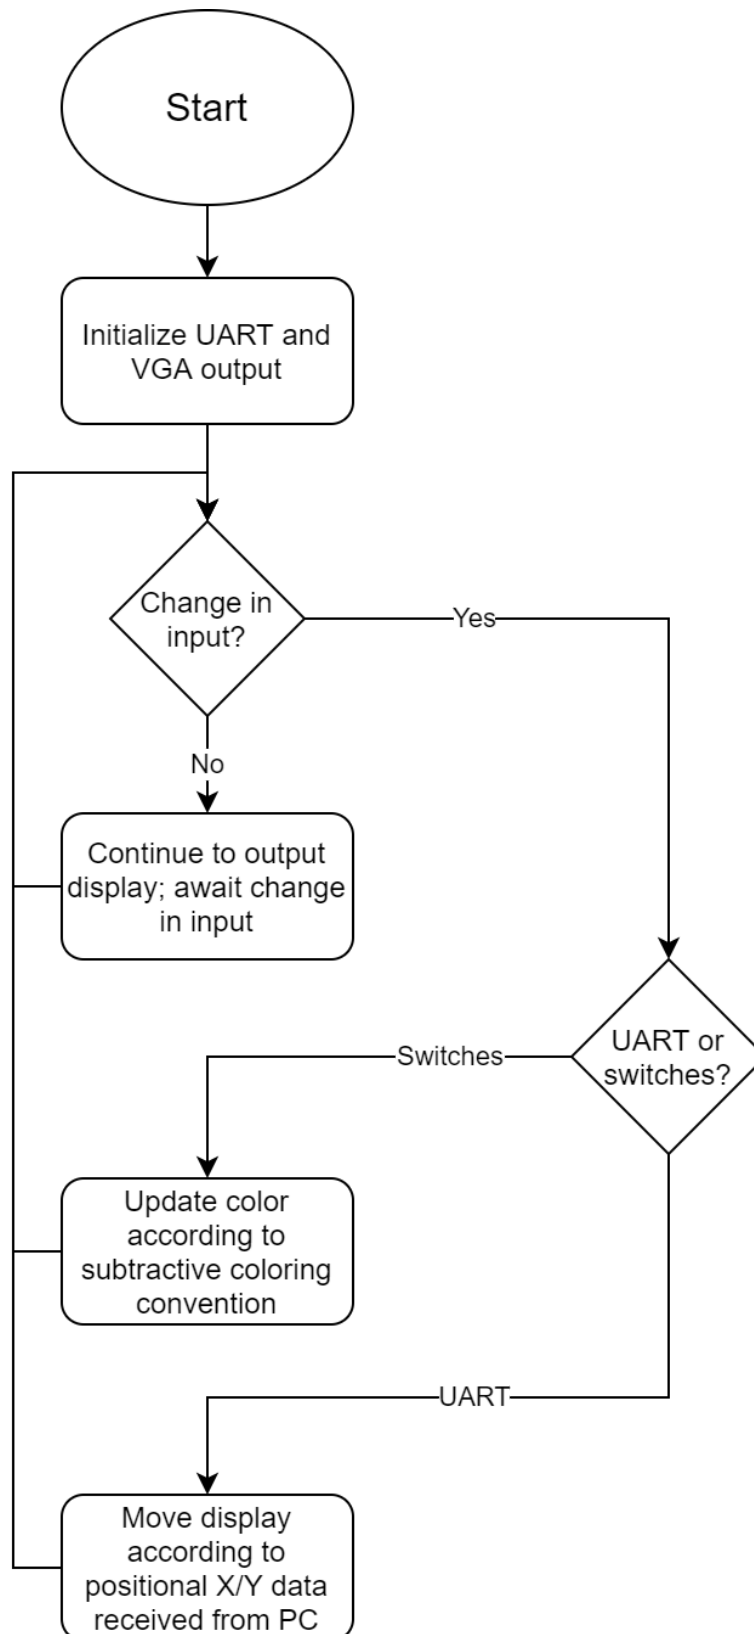 Start
Initialize UART and
VGA output
Change in
input?
Yes
No
Continue to output
display; await change
in input
UART or
switches?
Switches
Update color
according to
subtractive coloring
convention
UART
Move display
according to
positional X/Y data
received from PC